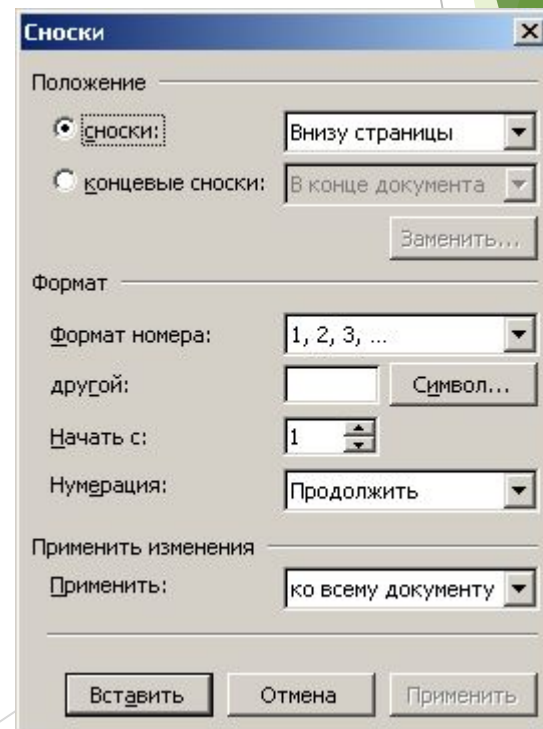 Сноски
Положение
сноски: Внизу страницы
концевые сноски: В конце документа
Заменить...
Формат
Формат номера: 1, 2, 3, ...
другой: Символ...
Начать с: 1
Нумерация: Продолжить
Применить изменения
Применить: ко всему документу
Вставить Отмена Применить